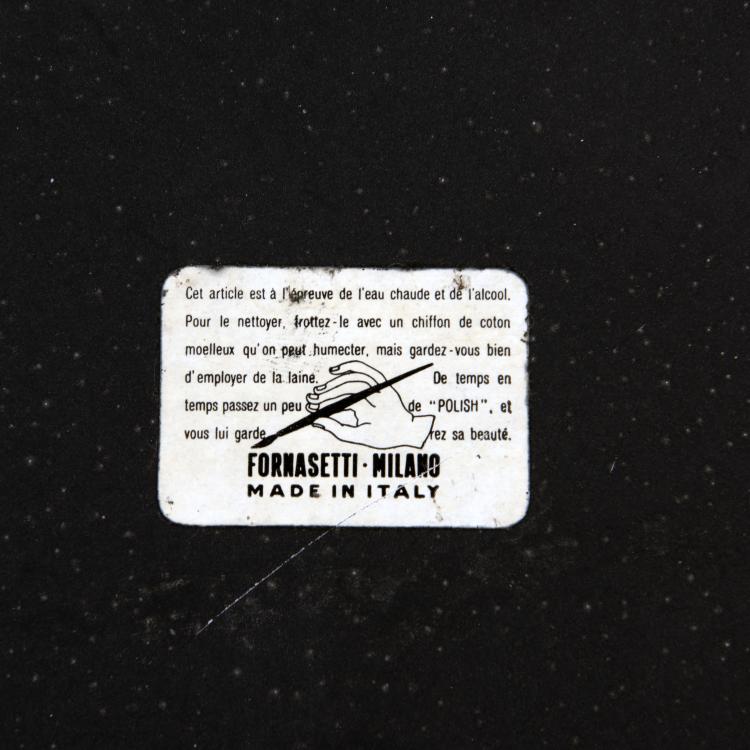 Cet article est à l'épreuve de l'eau chaude et de l'alcool.
Pour le nettoyer, frottez-le avec un chiffon de coton
moelleux qu'on peut humecter, mais gardez-vous bien
d'employer de la laine. De temps en
temps passez un peu de "POLISH", et
vous lui garde rez sa beauté.
FORNASETTI · MILANO
MADE IN ITALY